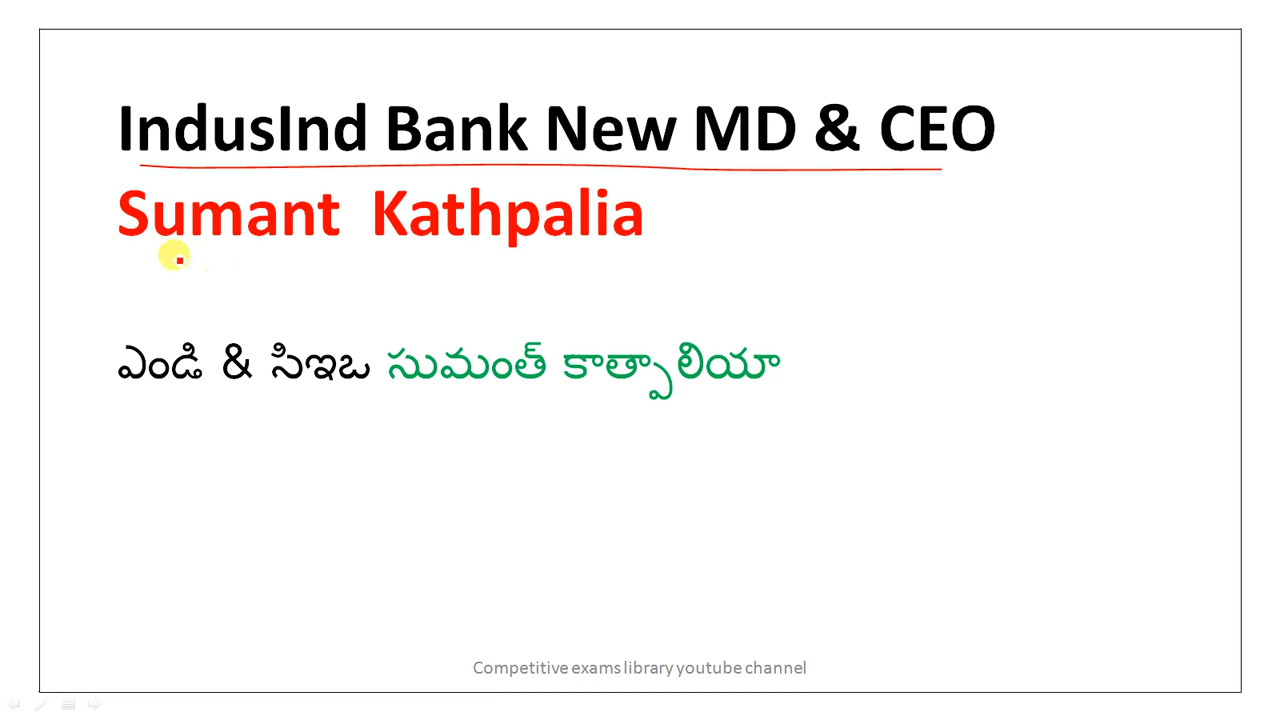 IndusInd Bank New MD & CEO
Sumant Kathpalia
ఎండి & సిఇఒ సుమంత్ కాత్పాలియా
Competitive exams library youtube channel